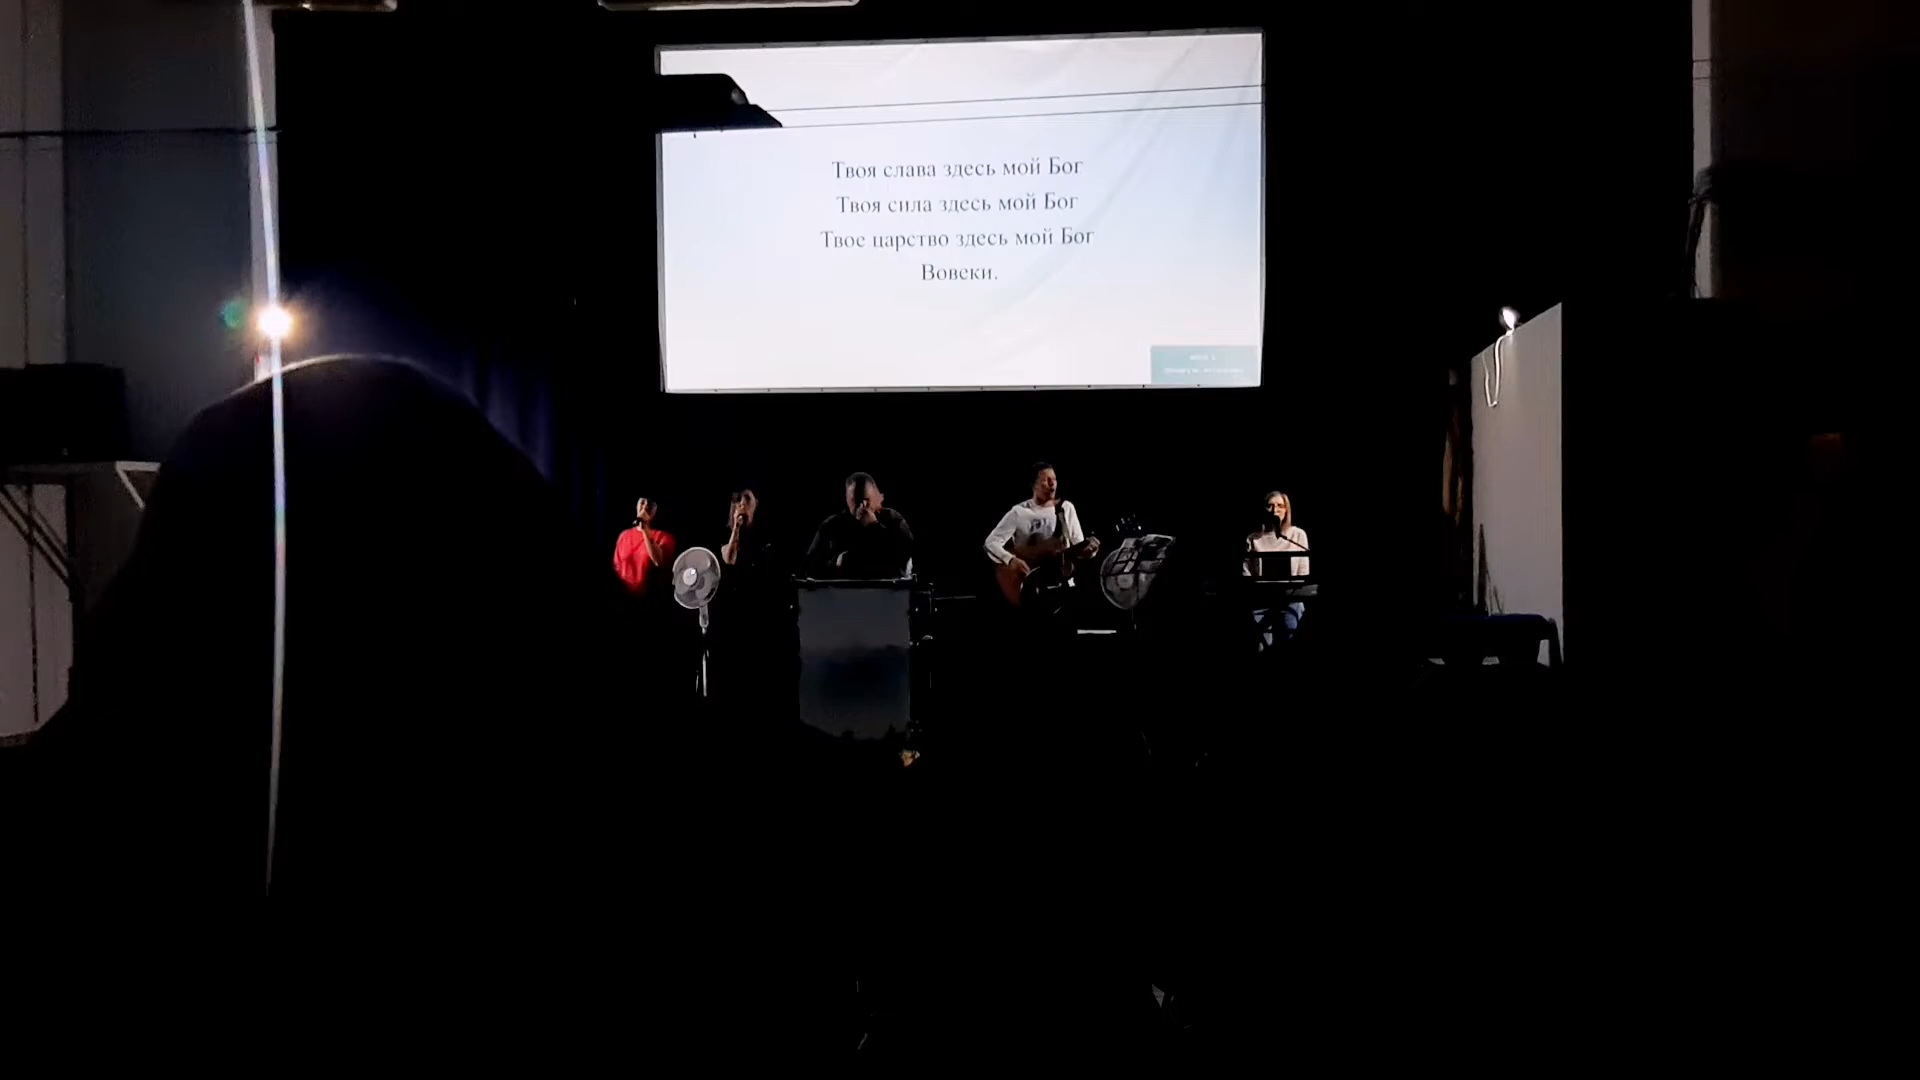 Твоя слава здесь мой Бог
Твоя сила здесь мой Бог
Твое царство здесь мой Бог
Вовеки.